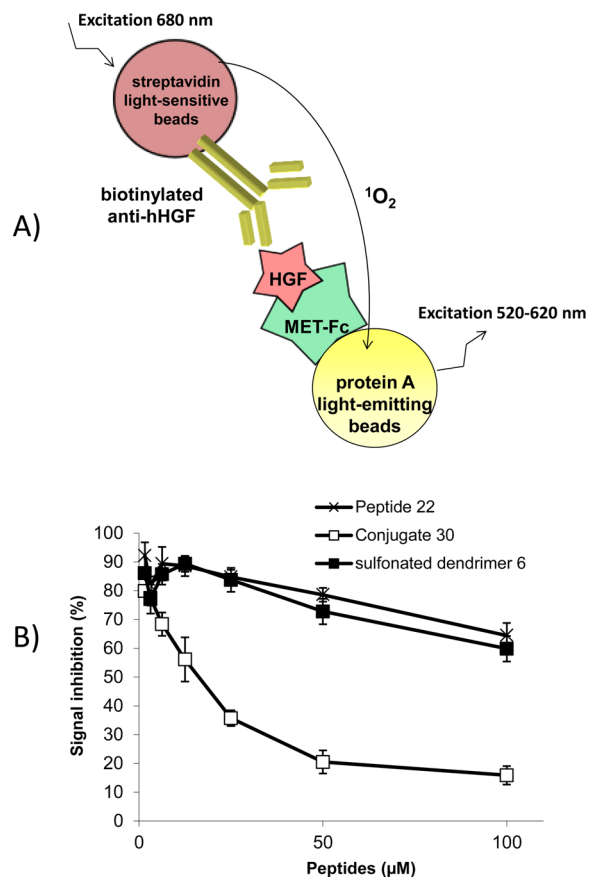 Excitation 680 nm
streptavidin
light-sensitive
beads
biotinylated
anti-hHGF
¹O₂
A)
HGF
MET-Fc
Excitation 520-620 nm
protein A
light-emitting
beads
Peptide 22
Conjugate 30
sulfonated dendrimer 6
B)
Signal inhibition (%)
100
90
80
70
60
50
40
30
20
10
0
0
50
100
Peptides (µM)